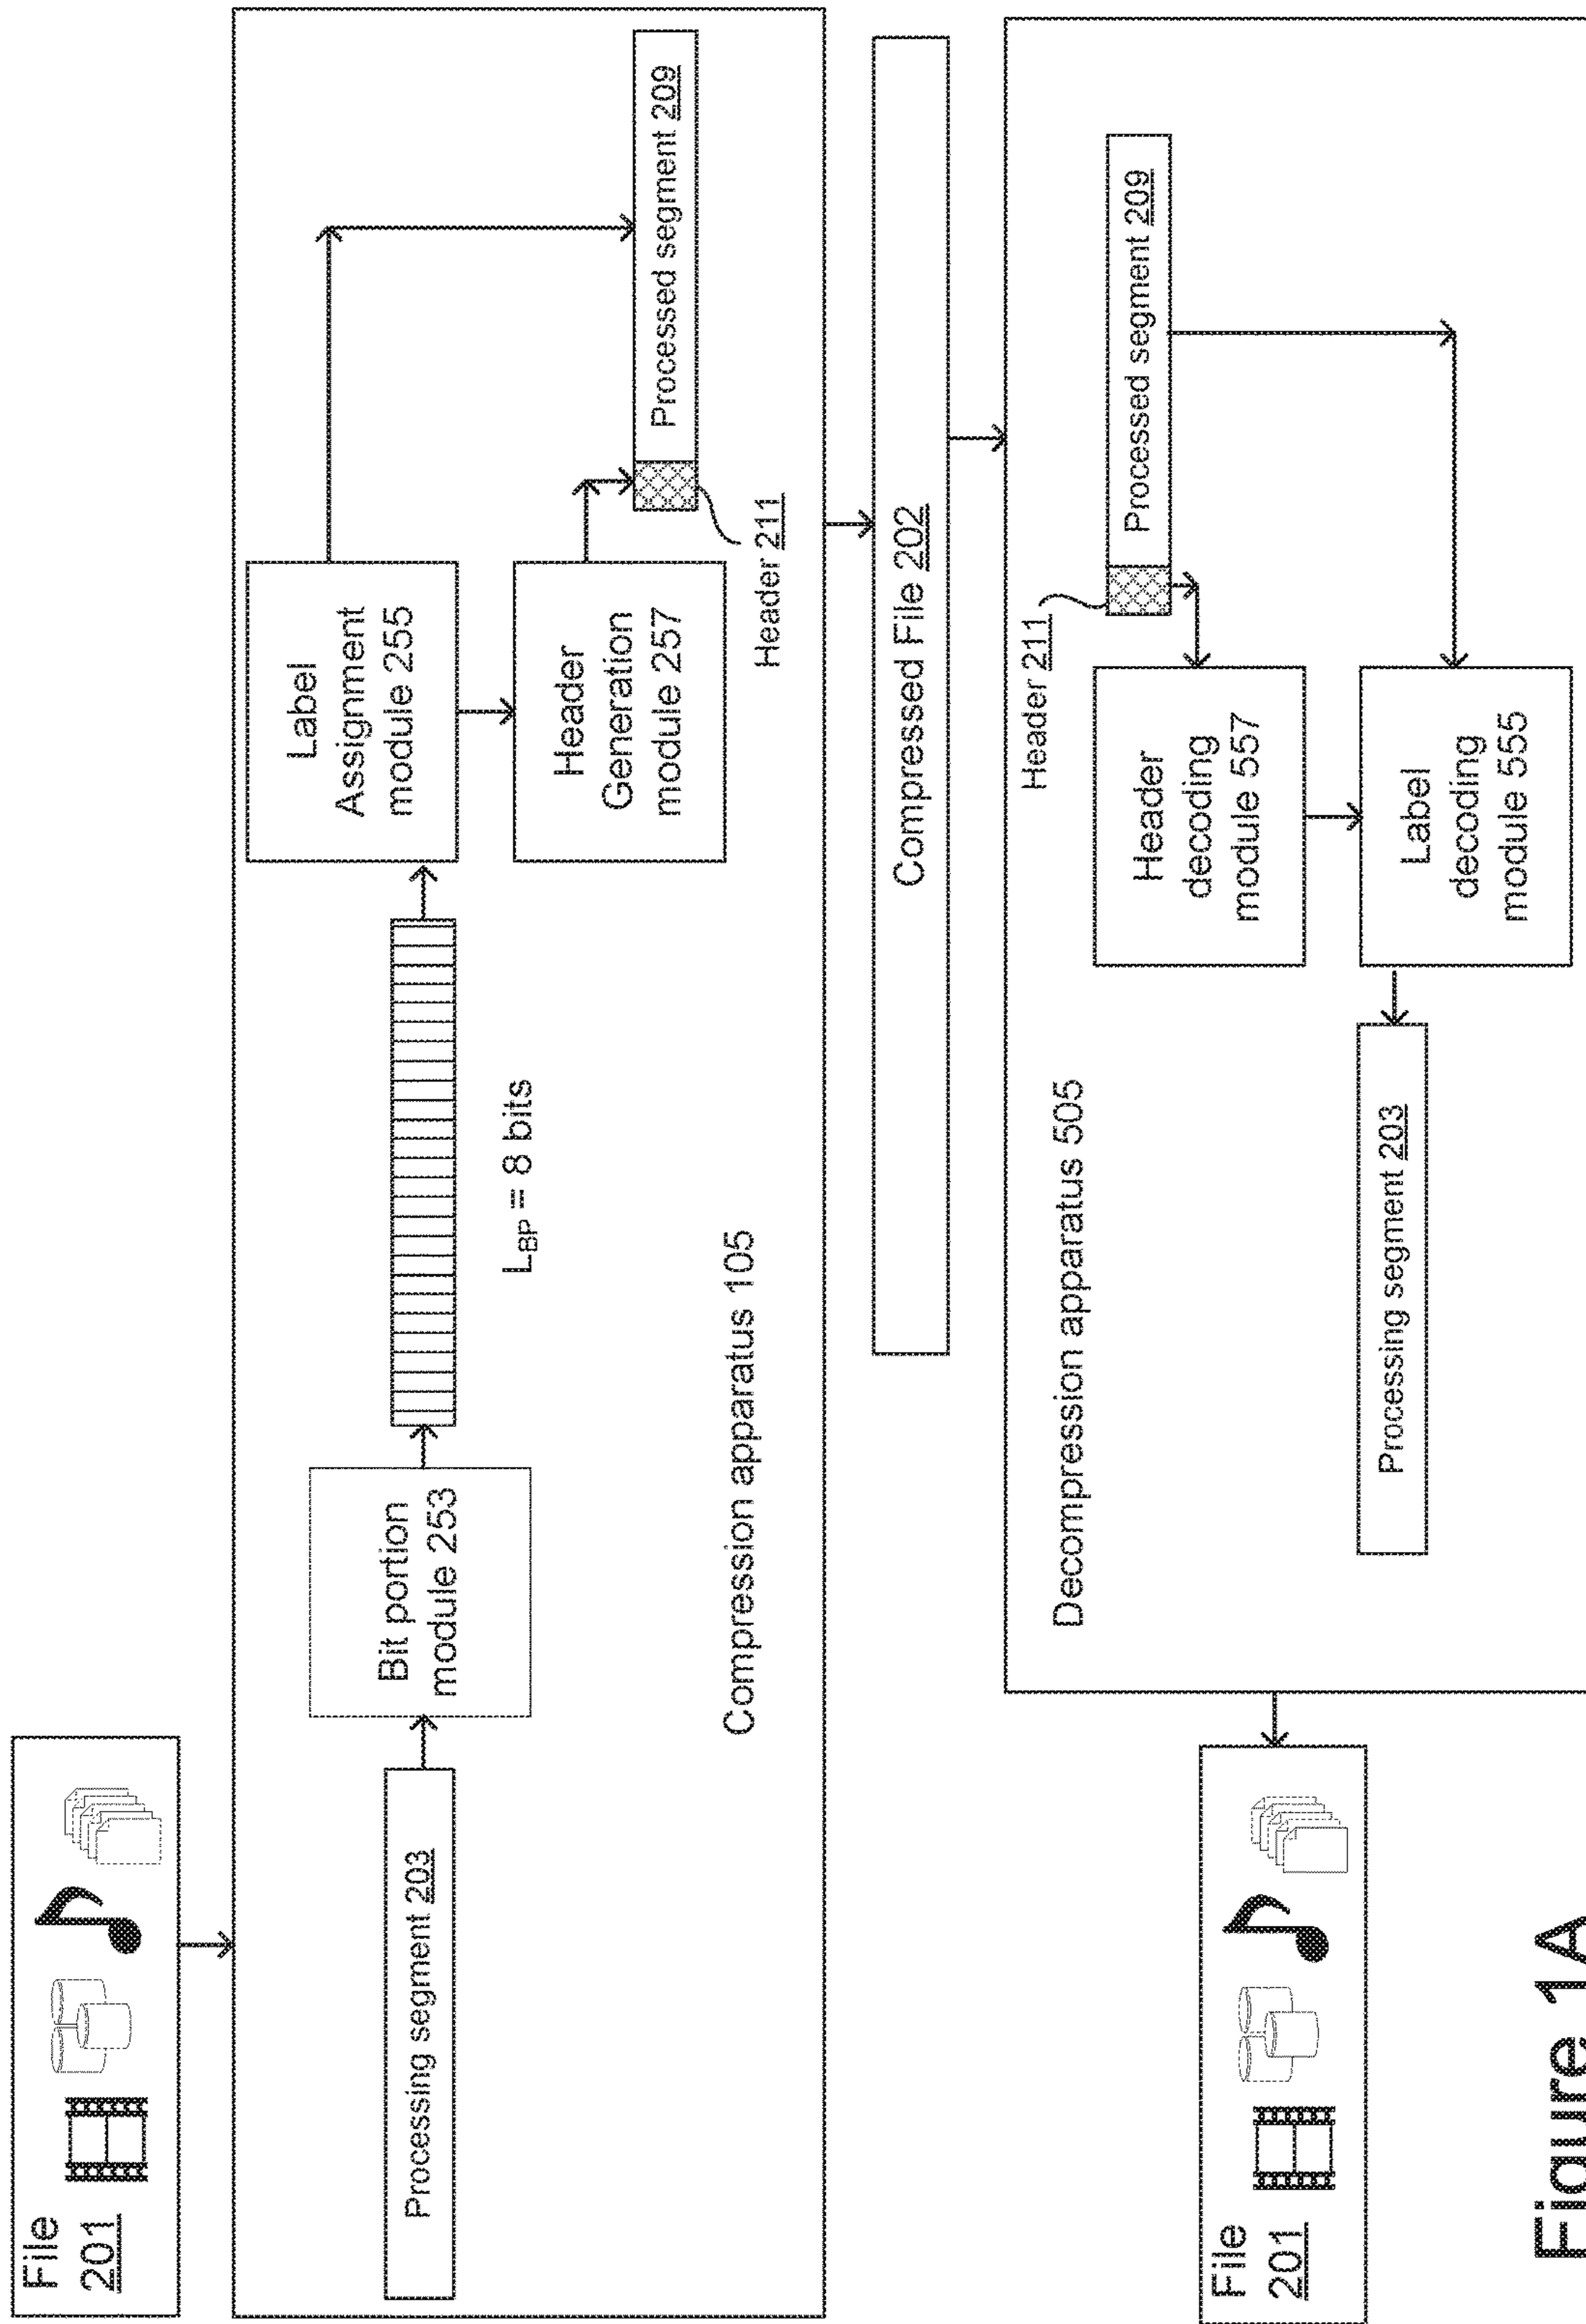 File
201
Processing segment 203
Bit portion
module 253
L_BP = 8 bits
Label
Assignment
module 255
Header
Generation
module 257
Processed segment 209
Header 211
Compression apparatus 105
Compressed File 202
Decompression apparatus 505
Header 211
Processed segment 209
Header
decoding
module 557
Label
decoding
module 555
Processing segment 203
File
201
Figure 1A